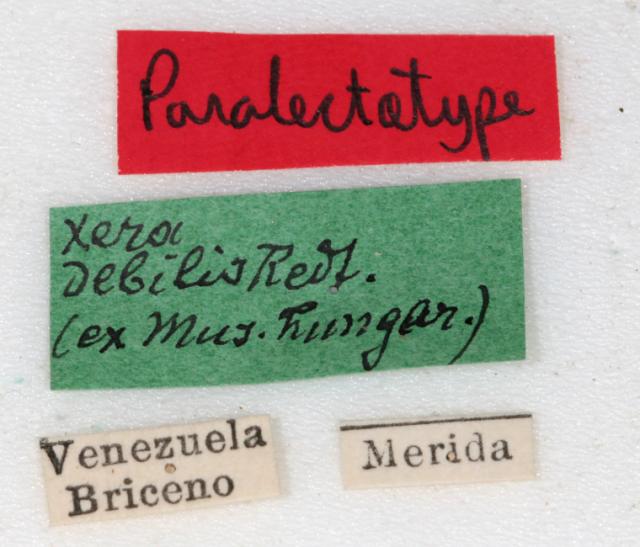 Paralectotype
Xera
Debilis Redt.
(ex Mus. Hungar.)
Venezuela
Briceno
Merida